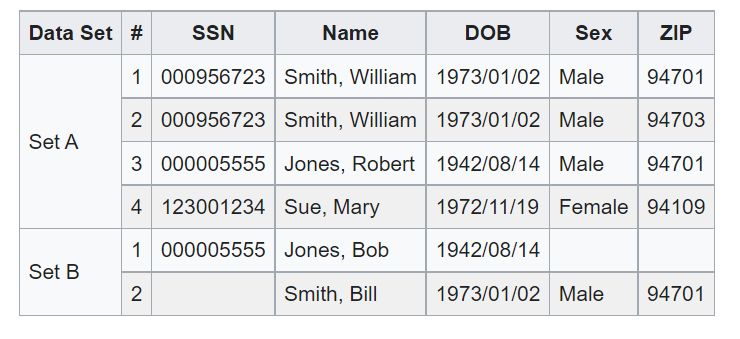 Data Set # SSN Name DOB Sex ZIP
Set A
1 000956723 Smith, William 1973/01/02 Male 94701
2 000956723 Smith, William 1973/01/02 Male 94703
3 000005555 Jones, Robert 1942/08/14 Male 94701
4 123001234 Sue, Mary 1972/11/19 Female 94109
Set B
1 000005555 Jones, Bob 1942/08/14
2 Smith, Bill 1973/01/02 Male 94701